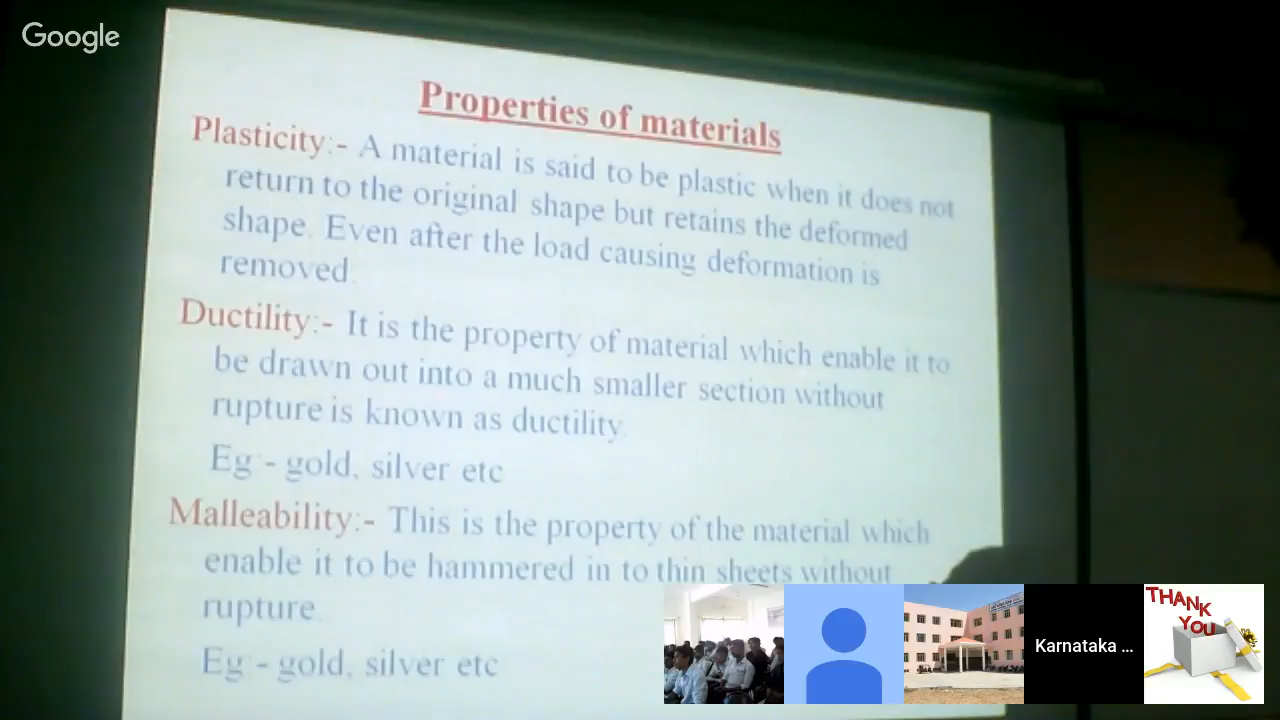 Google
Properties of materials
Plasticity:- A material is said to be plastic when it does not
return to the original shape but retains the deformed
shape. Even after the load causing deformation is
removed.
Ductility:- It is the property of material which enable it to
be drawn out into a much smaller section without
rupture is known as ductility.
Eg - gold, silver etc
Malleability:- This is the property of the material which
enable it to be hammered in to thin sheets without
rupture.
Eg - gold, silver etc
Karnataka ...
THANK
YOU